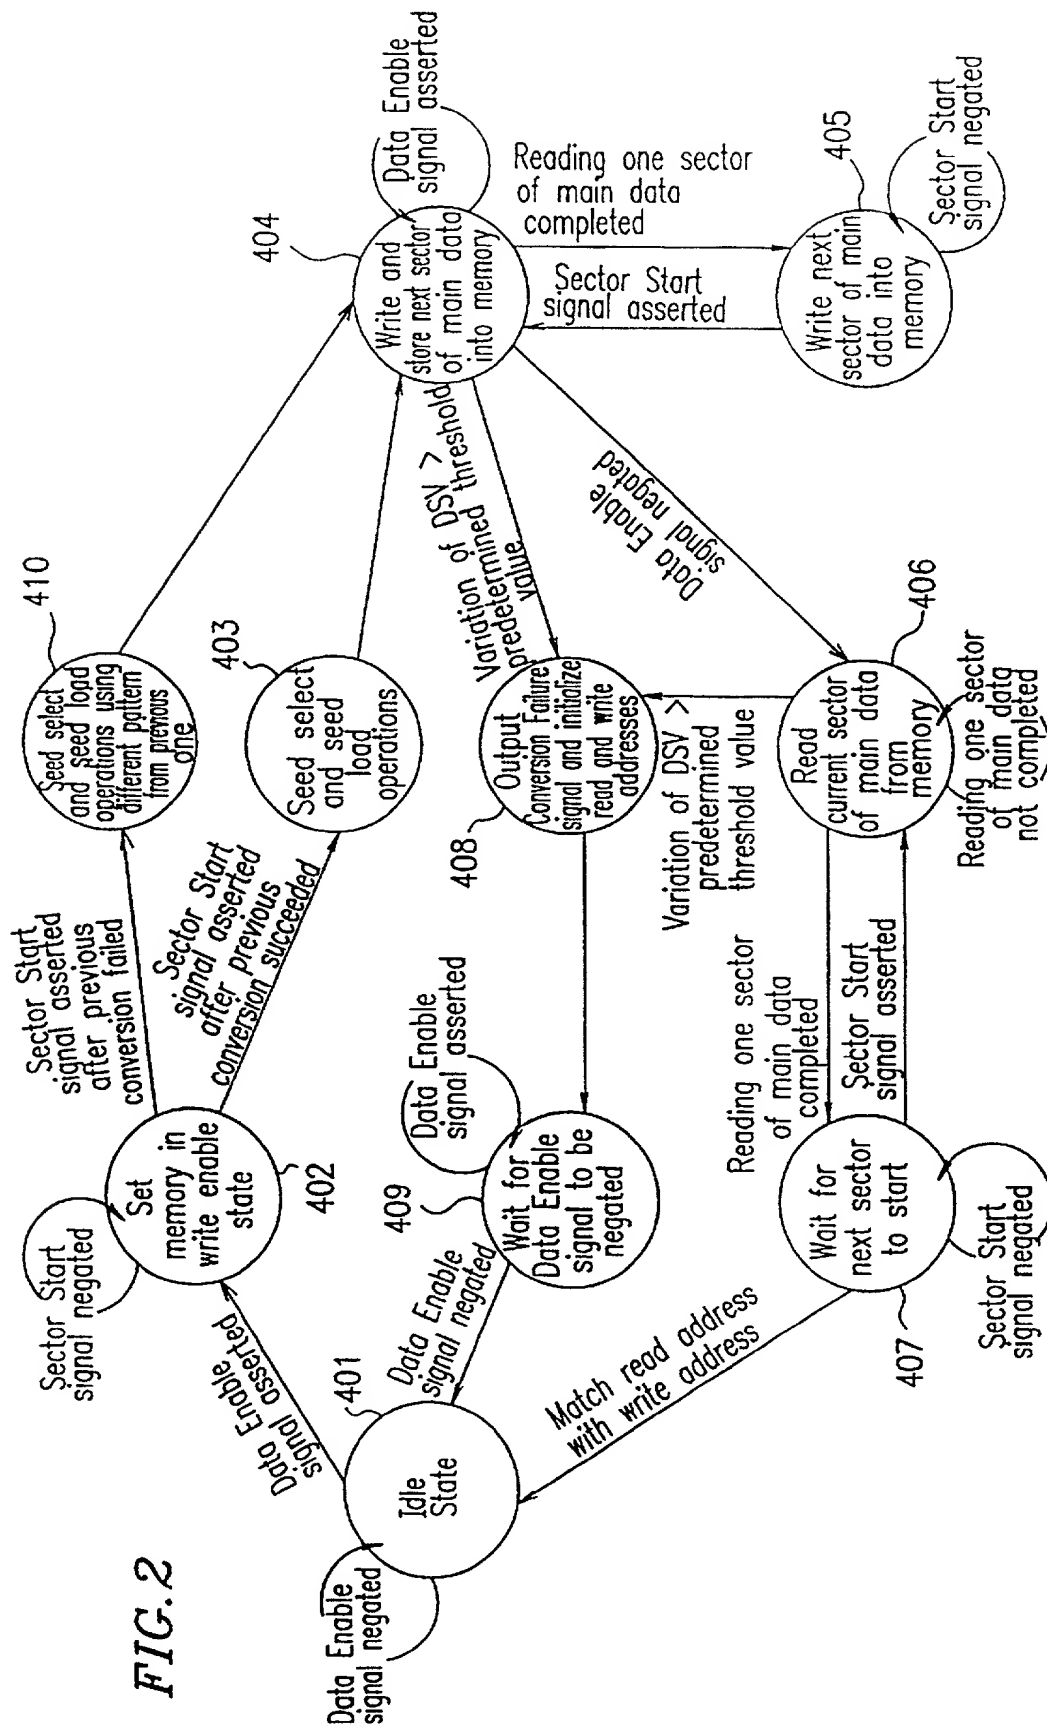 FIG.2
Data Enable
signal negated
Idle
State
401
Data Enable
signal asserted
Sector Start
signal negated
Set
memory in
write enable
state
402
Sector Start
signal asserted
after previous
conversion failed
Sector Start
signal asserted
after previous
conversion succeeded
Seed select
and seed load
operations using
different pattern
from previous
one
410
Seed select
and seed
load
operations
403
Write and
store next sector
of main data
into memory
404
Data Enable
signal asserted
Reading one sector
of main data
completed
Sector Start
signal asserted
Write next
sector of main
data into
memory
405
Sector Start
signal negated
Variation of DSV >
predetermined threshold
value
Data Enable
signal negated
Output
Conversion Failure
signal and initialize
read and write
addresses
408
Data Enable
signal asserted
Wait for
Data Enable
signal to be
negated
409
Data Enable
signal negated
Variation of DSV >
predetermined
threshold value
Read
current sector
of main data
from
memory
406
Reading one sector
of main data
not completed
Reading one sector
of main data
completed
Sector Start
signal asserted
Wait for
next sector
to start
407
Sector Start
signal negated
Match read address
with write address